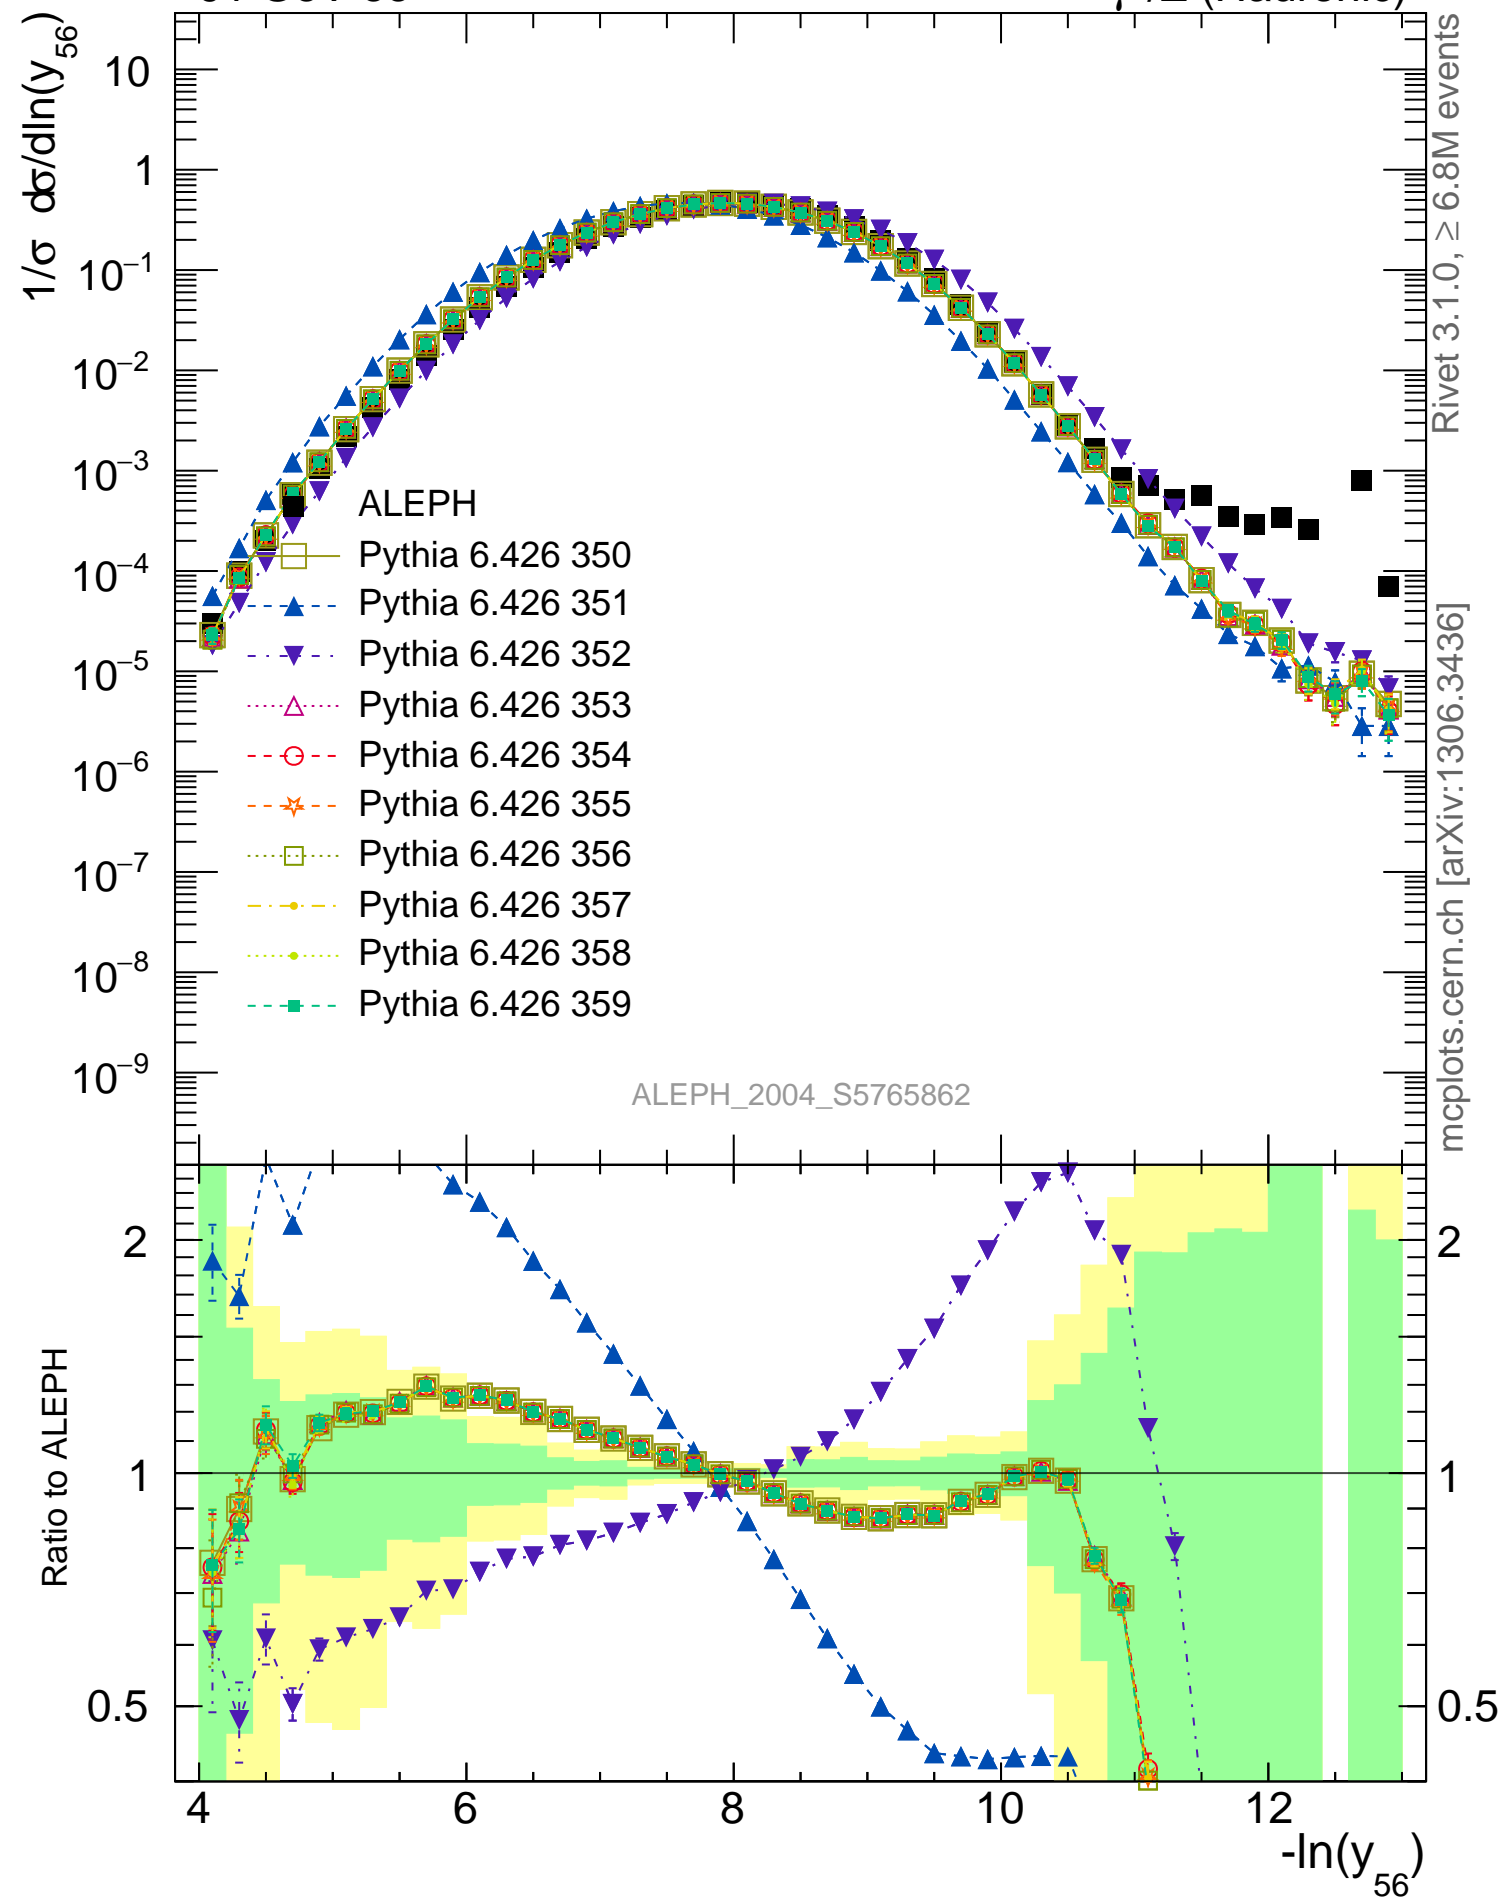 1/σ dσ/dln(y56)
10
1
10−1
10−2
10−3
10−4
10−5
10−6
10−7
10−8
10−9
ALEPH
Pythia 6.426 350
Pythia 6.426 351
Pythia 6.426 352
Pythia 6.426 353
Pythia 6.426 354
Pythia 6.426 355
Pythia 6.426 356
Pythia 6.426 357
Pythia 6.426 358
Pythia 6.426 359
ALEPH_2004_S5765862
Rivet 3.1.0, ≥ 6.8M events
mcplots.cern.ch [arXiv:1306.3436]
Ratio to ALEPH
2
1
0.5
2
1
0.5
4 6 8 10 12
-ln(y56)